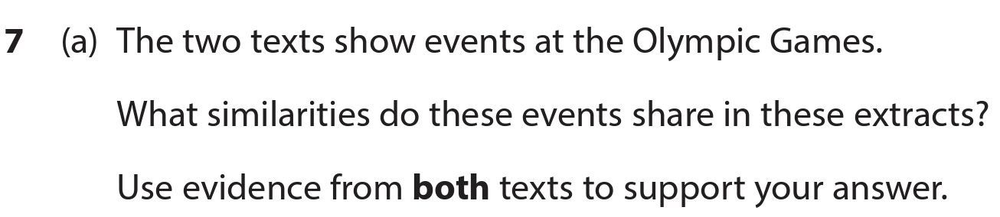 7 (a) The two texts show events at the Olympic Games.
What similarities do these events share in these extracts?
Use evidence from both texts to support your answer.